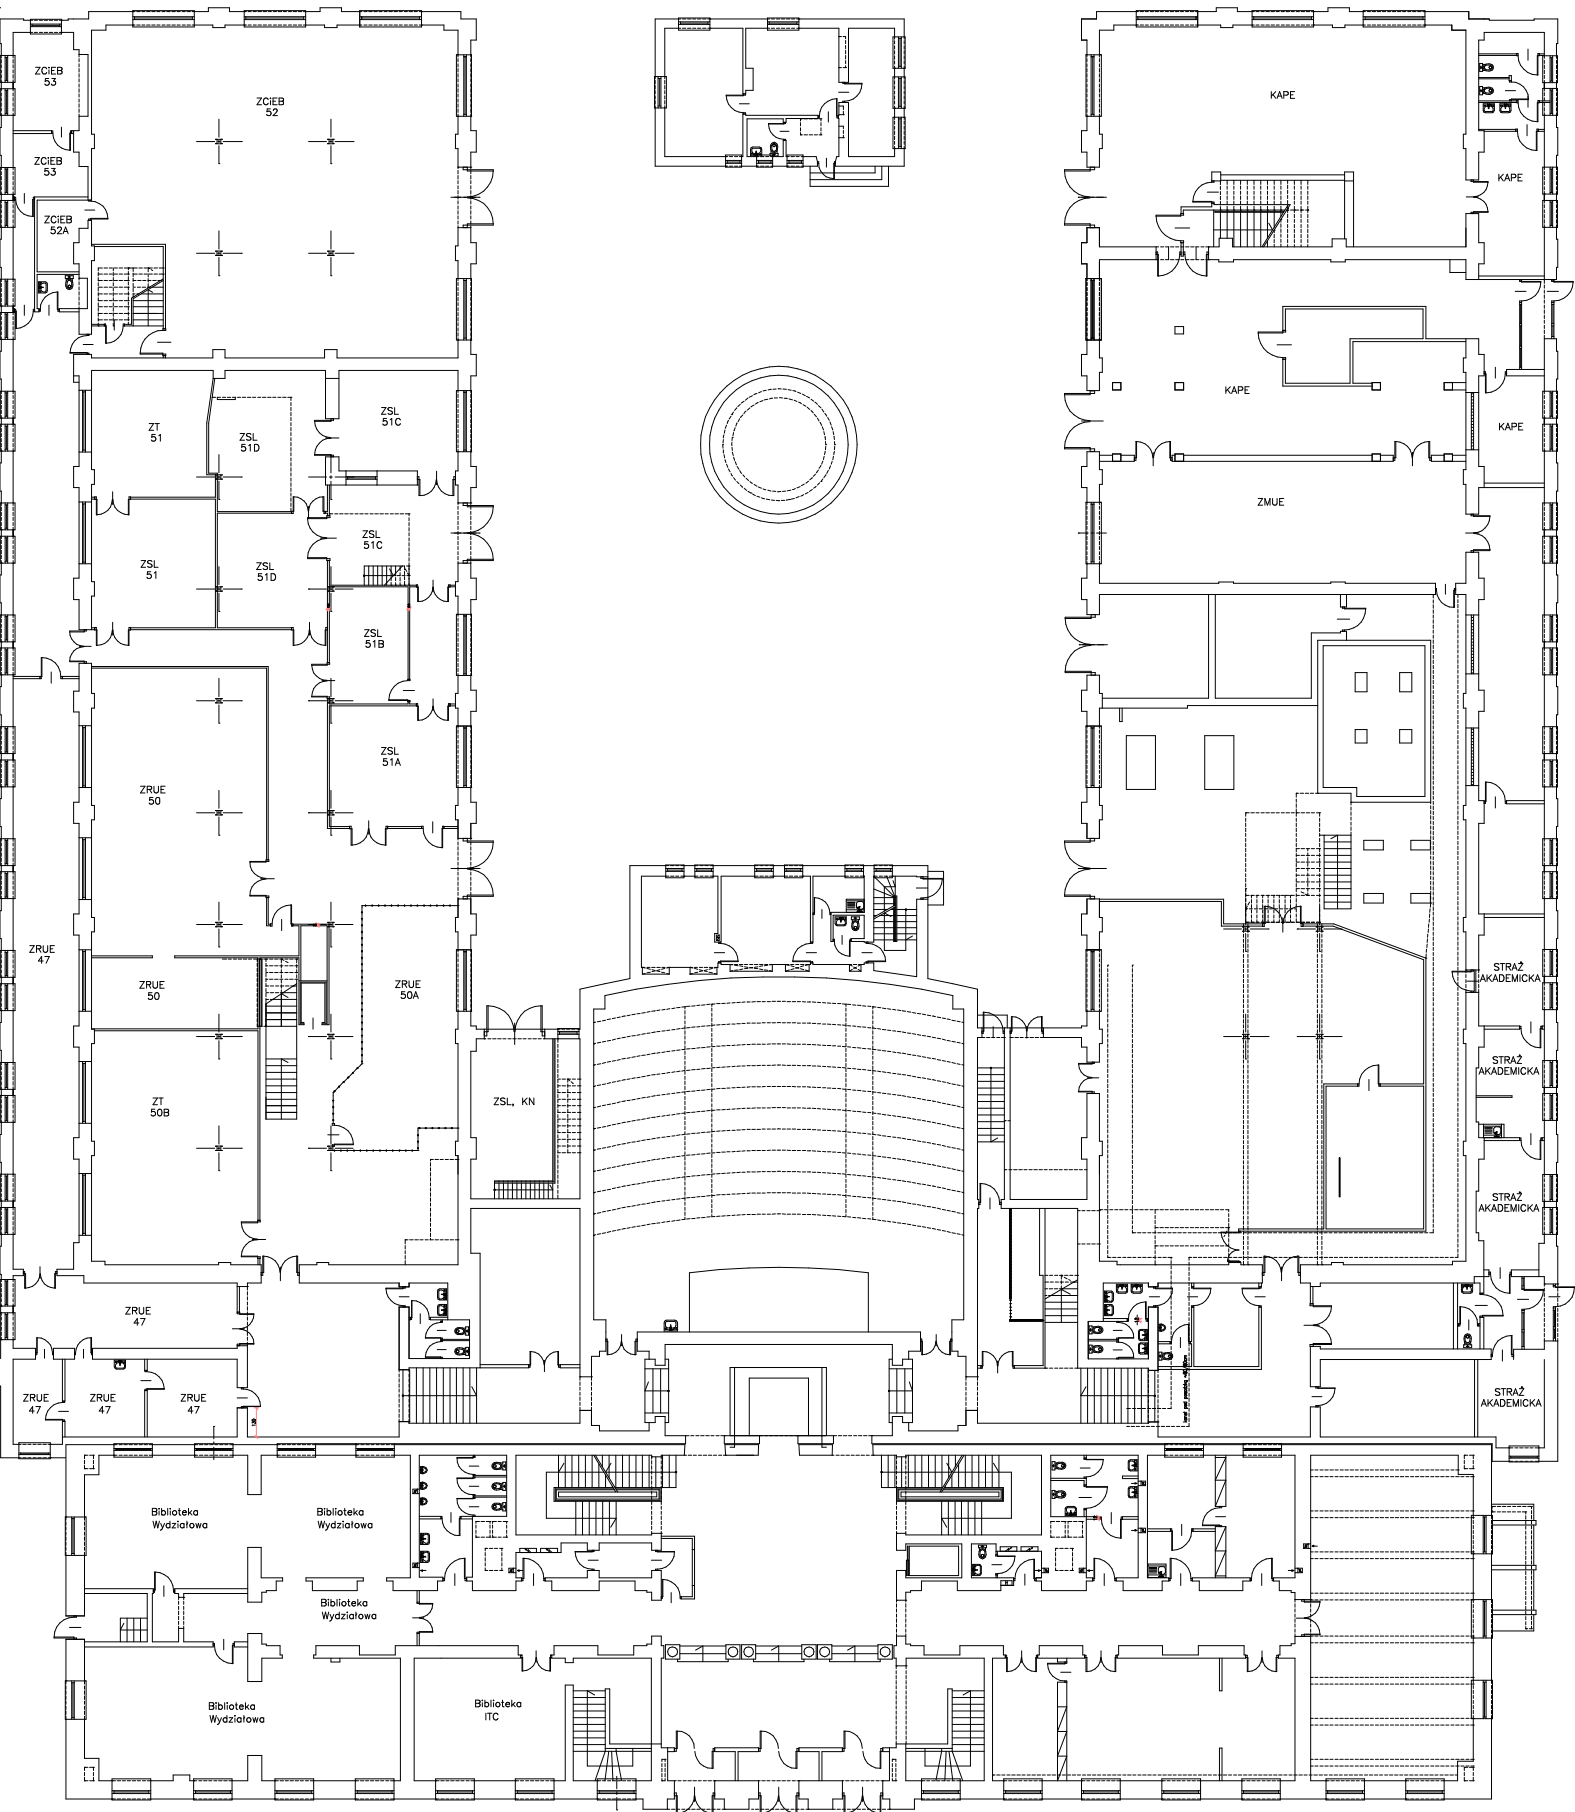 ZCiEB
53
ZCiEB
52
KAPE
ZCiEB
53
KAPE
ZCiEB
52A
KAPE
ZT
51
ZSL
51D
ZSL
51C
KAPE
ZMUE
ZSL
51C
ZSL
51
ZSL
51D
ZSL
51B
ZSL
51A
ZRUE
50
ZRUE
47
ZRUE
50
ZRUE
50A
STRAŻ
AKADEMICKA
STRAŻ
AKADEMICKA
ZT
50B
ZSL, KN
STRAŻ
AKADEMICKA
ZRUE
47
ZRUE
47
ZRUE
47
ZRUE
47
STRAŻ
AKADEMICKA
120
Biblioteka
Wydziałowa
Biblioteka
Wydziałowa
Biblioteka
Wydziałowa
Biblioteka
Wydziałowa
Biblioteka
ITC